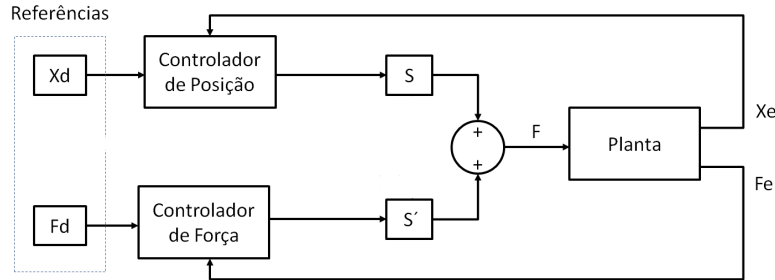 Referências
Xd
Controlador
de Posição
S
+
+
F
Planta
Xe
Fe
Fd
Controlador
de Força
S´